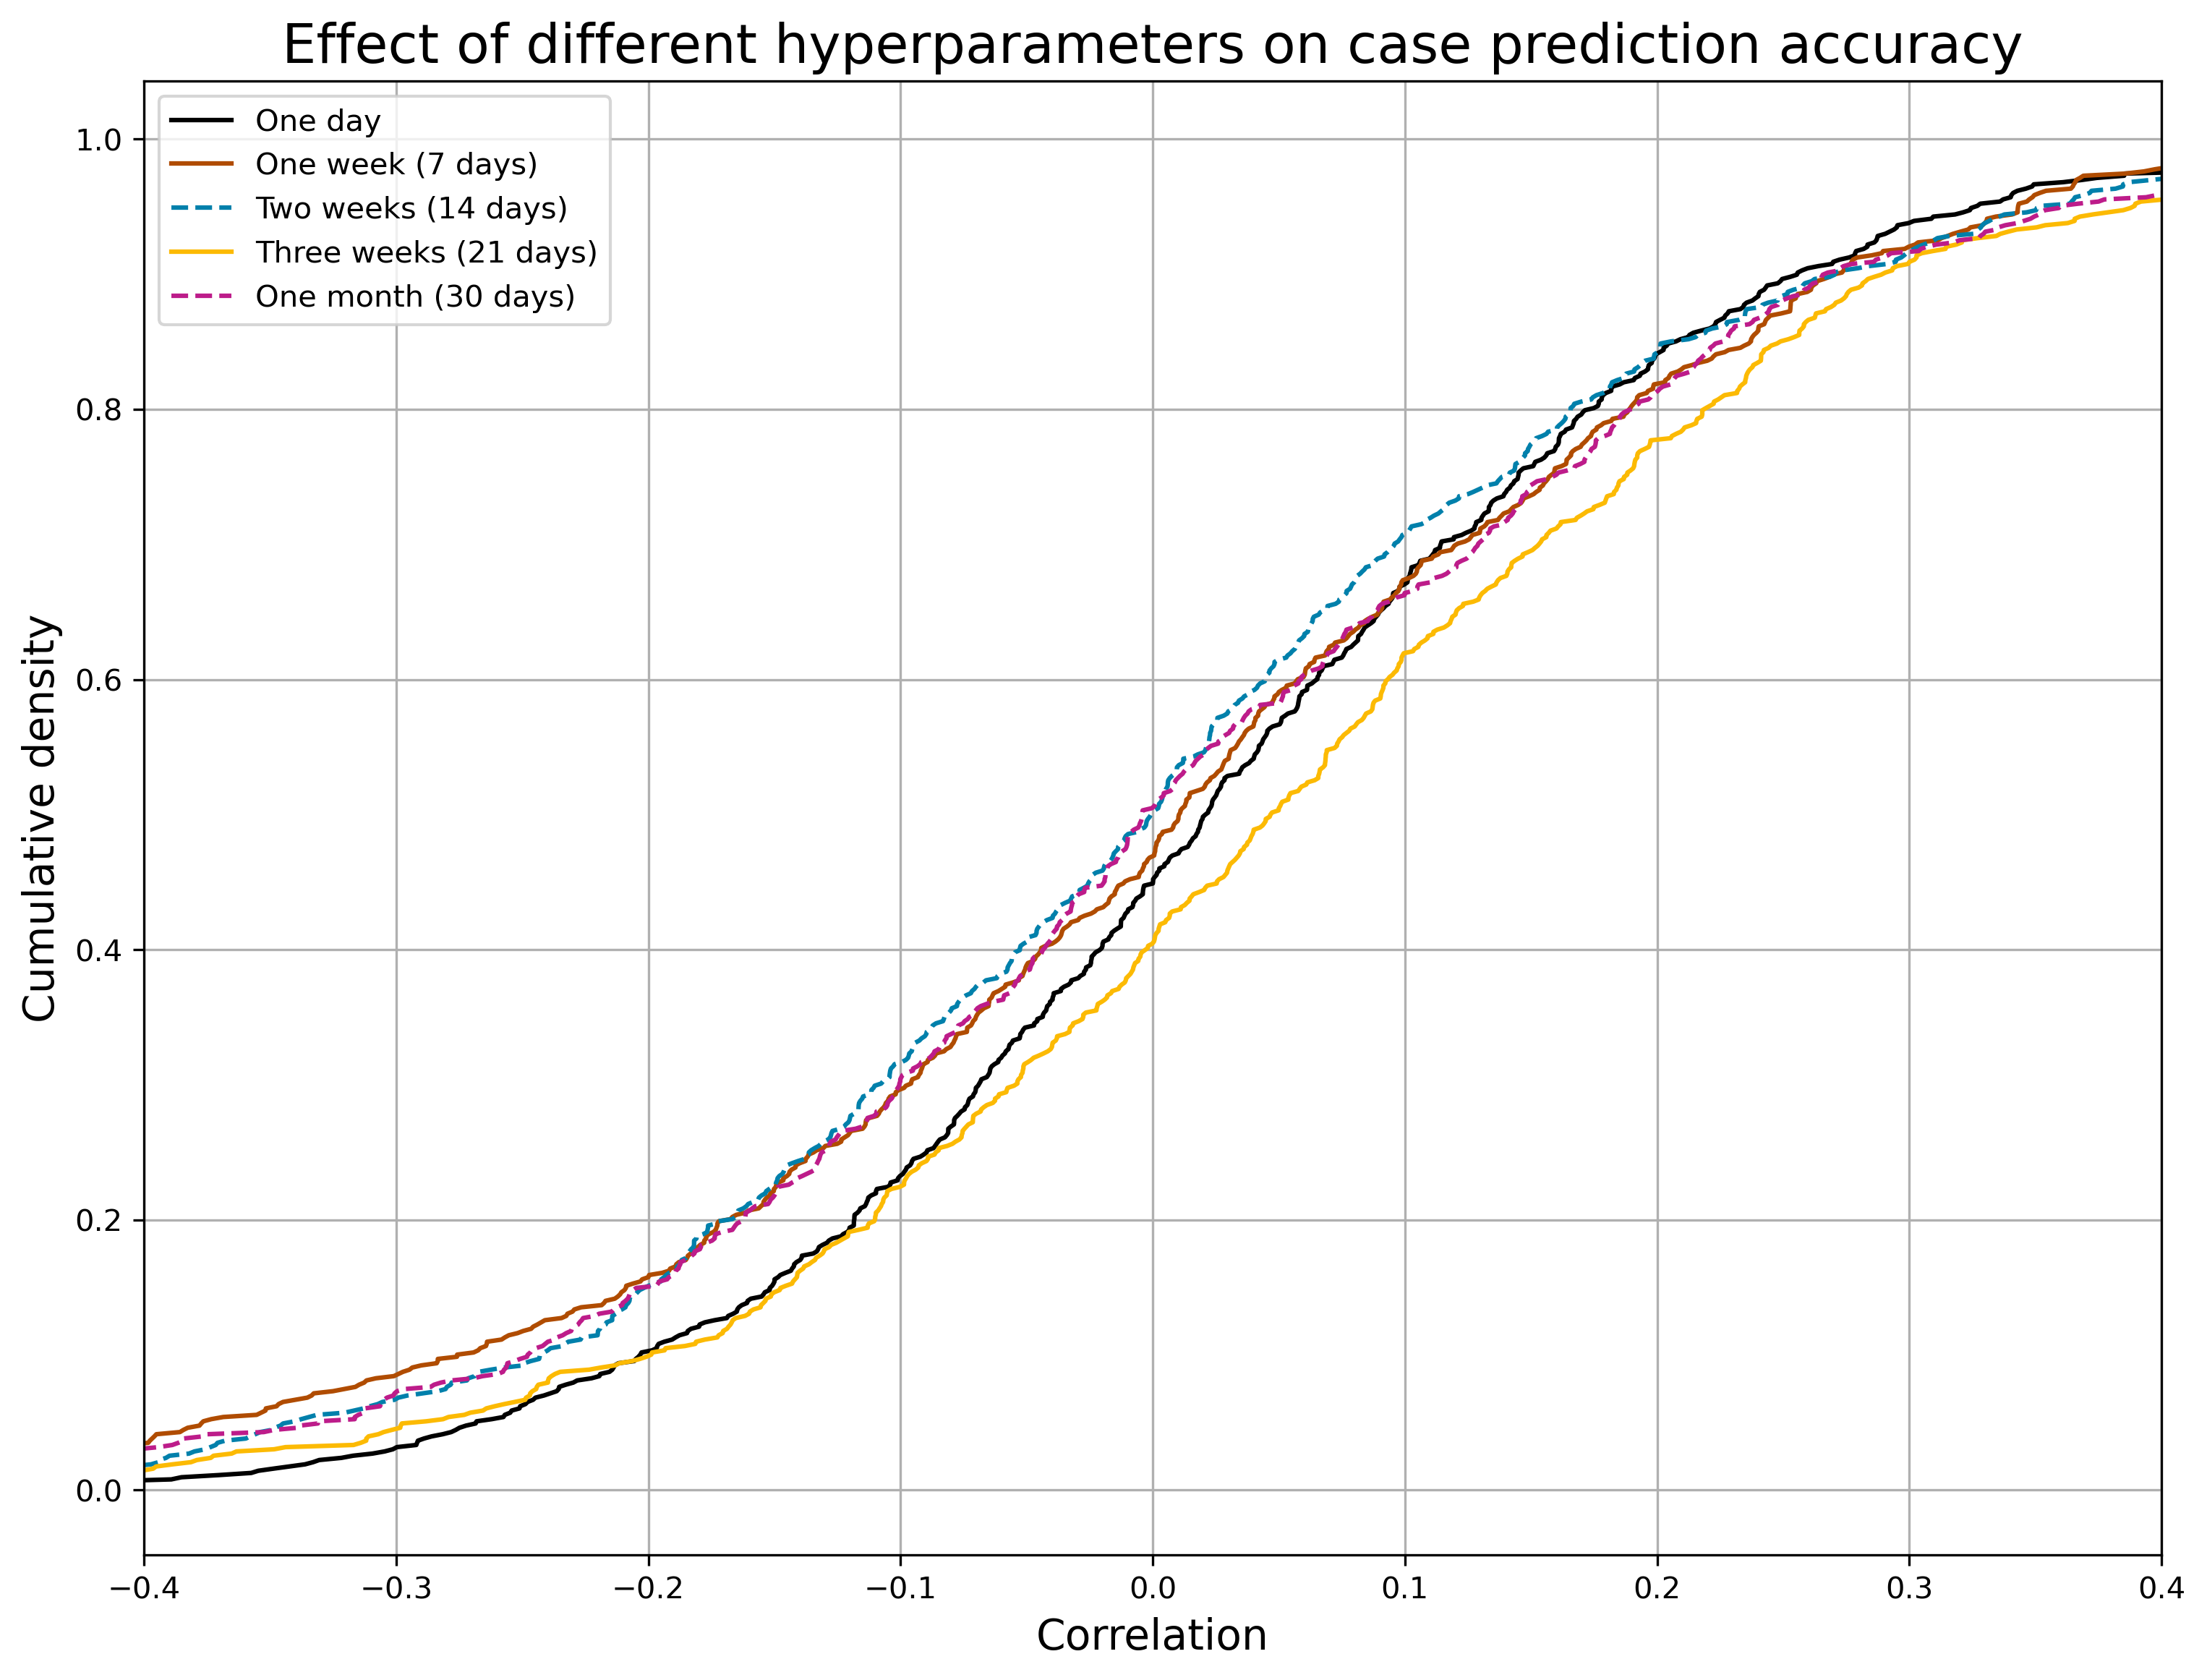 Effect of different hyperparameters on case prediction accuracy
One day
One week (7 days)
Two weeks (14 days)
Three weeks (21 days)
One month (30 days)
1.0
0.8
0.6
0.4
0.2
0.0
Cumulative density
−0.4 −0.3 −0.2 −0.1 0.0 0.1 0.2 0.3 0.4
Correlation